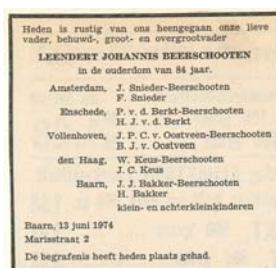 Heden is rustig van ons heengegaan onze lieve
vader, behuwd-, groot- en overgrootvader
LEENDERT JOHANNIS BEERSCHOOTEN
in de ouderdom van 84 jaar.
Amsterdam, J. Snieder-Beerschooten
F. Snieder
Enschede, P. v. d. Berkt-Beerschooten
H. J. v. d. Berkt
Vollenhoven, J. P. C. v. Oostveen-Beerschooten
B. J. v. Oostveen
den Haag, W. Keus-Beerschooten
J. C. Keus
Baarn, J. J. Bakker-Beerschooten
H. Bakker
klein- en achterkleinkinderen
Baarn, 13 juni 1974
Marisstraat 2
De begrafenis heeft heden plaats gehad.